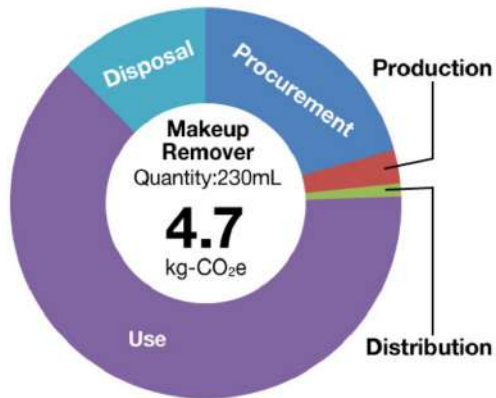 Disposal
Procurement
Production
Makeup
Remover
Quantity:230mL
4.7
kg-CO₂e
Use
Distribution